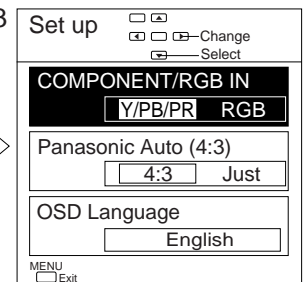 3
Set up
Change
Select
COMPONENT/RGB IN
Y/PB/PR RGB
Panasonic Auto (4:3)
4:3 Just
OSD Language
English
MENU
Exit